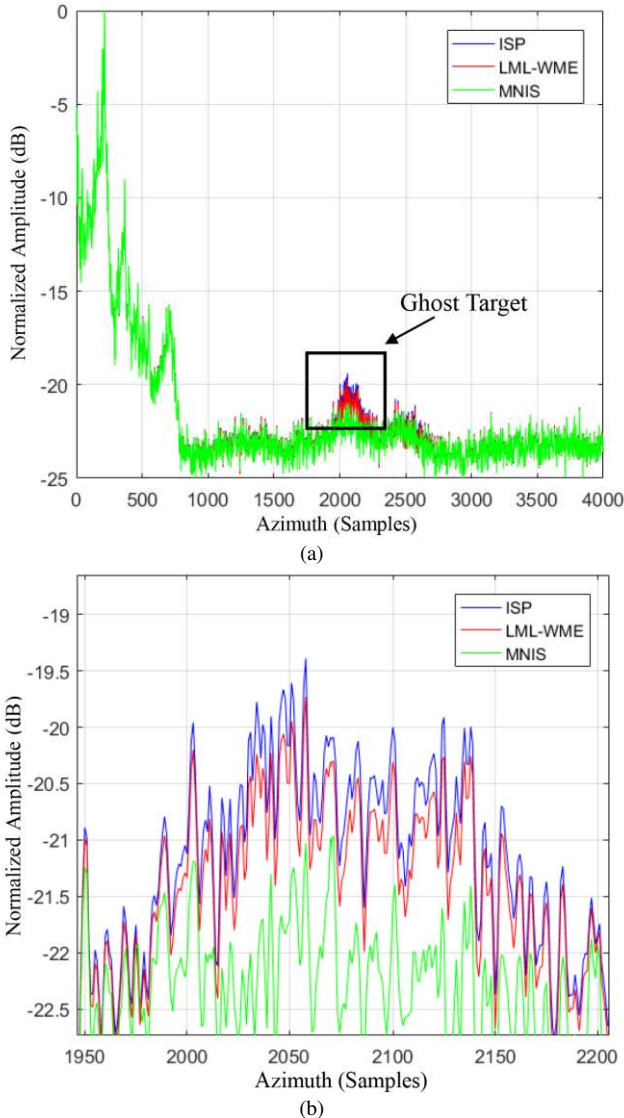 0
-5
-10
-15
-20
-25
Normalized Amplitude (dB)
ISP
LML-WME
MNIS
Ghost Target
0 500 1000 1500 2000 2500 3000 3500 4000
Azimuth (Samples)
(a)
-19
-19.5
-20
-20.5
-21
-21.5
-22
-22.5
Normalized Amplitude (dB)
ISP
LML-WME
MNIS
1950 2000 2050 2100 2150 2200
Azimuth (Samples)
(b)